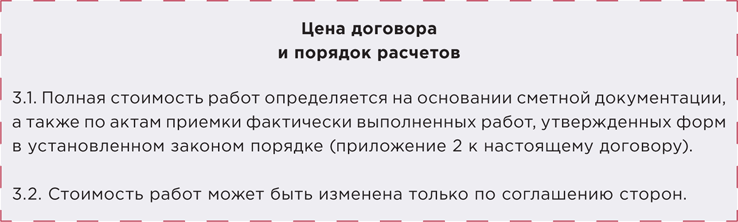 Цена договора
и порядок расчетов
3.1. Полная стоимость работ определяется на основании сметной документации,
а также по актам приемки фактически выполненных работ, утвержденных форм
в установленном законом порядке (приложение 2 к настоящему договору).
3.2. Стоимость работ может быть изменена только по соглашению сторон.